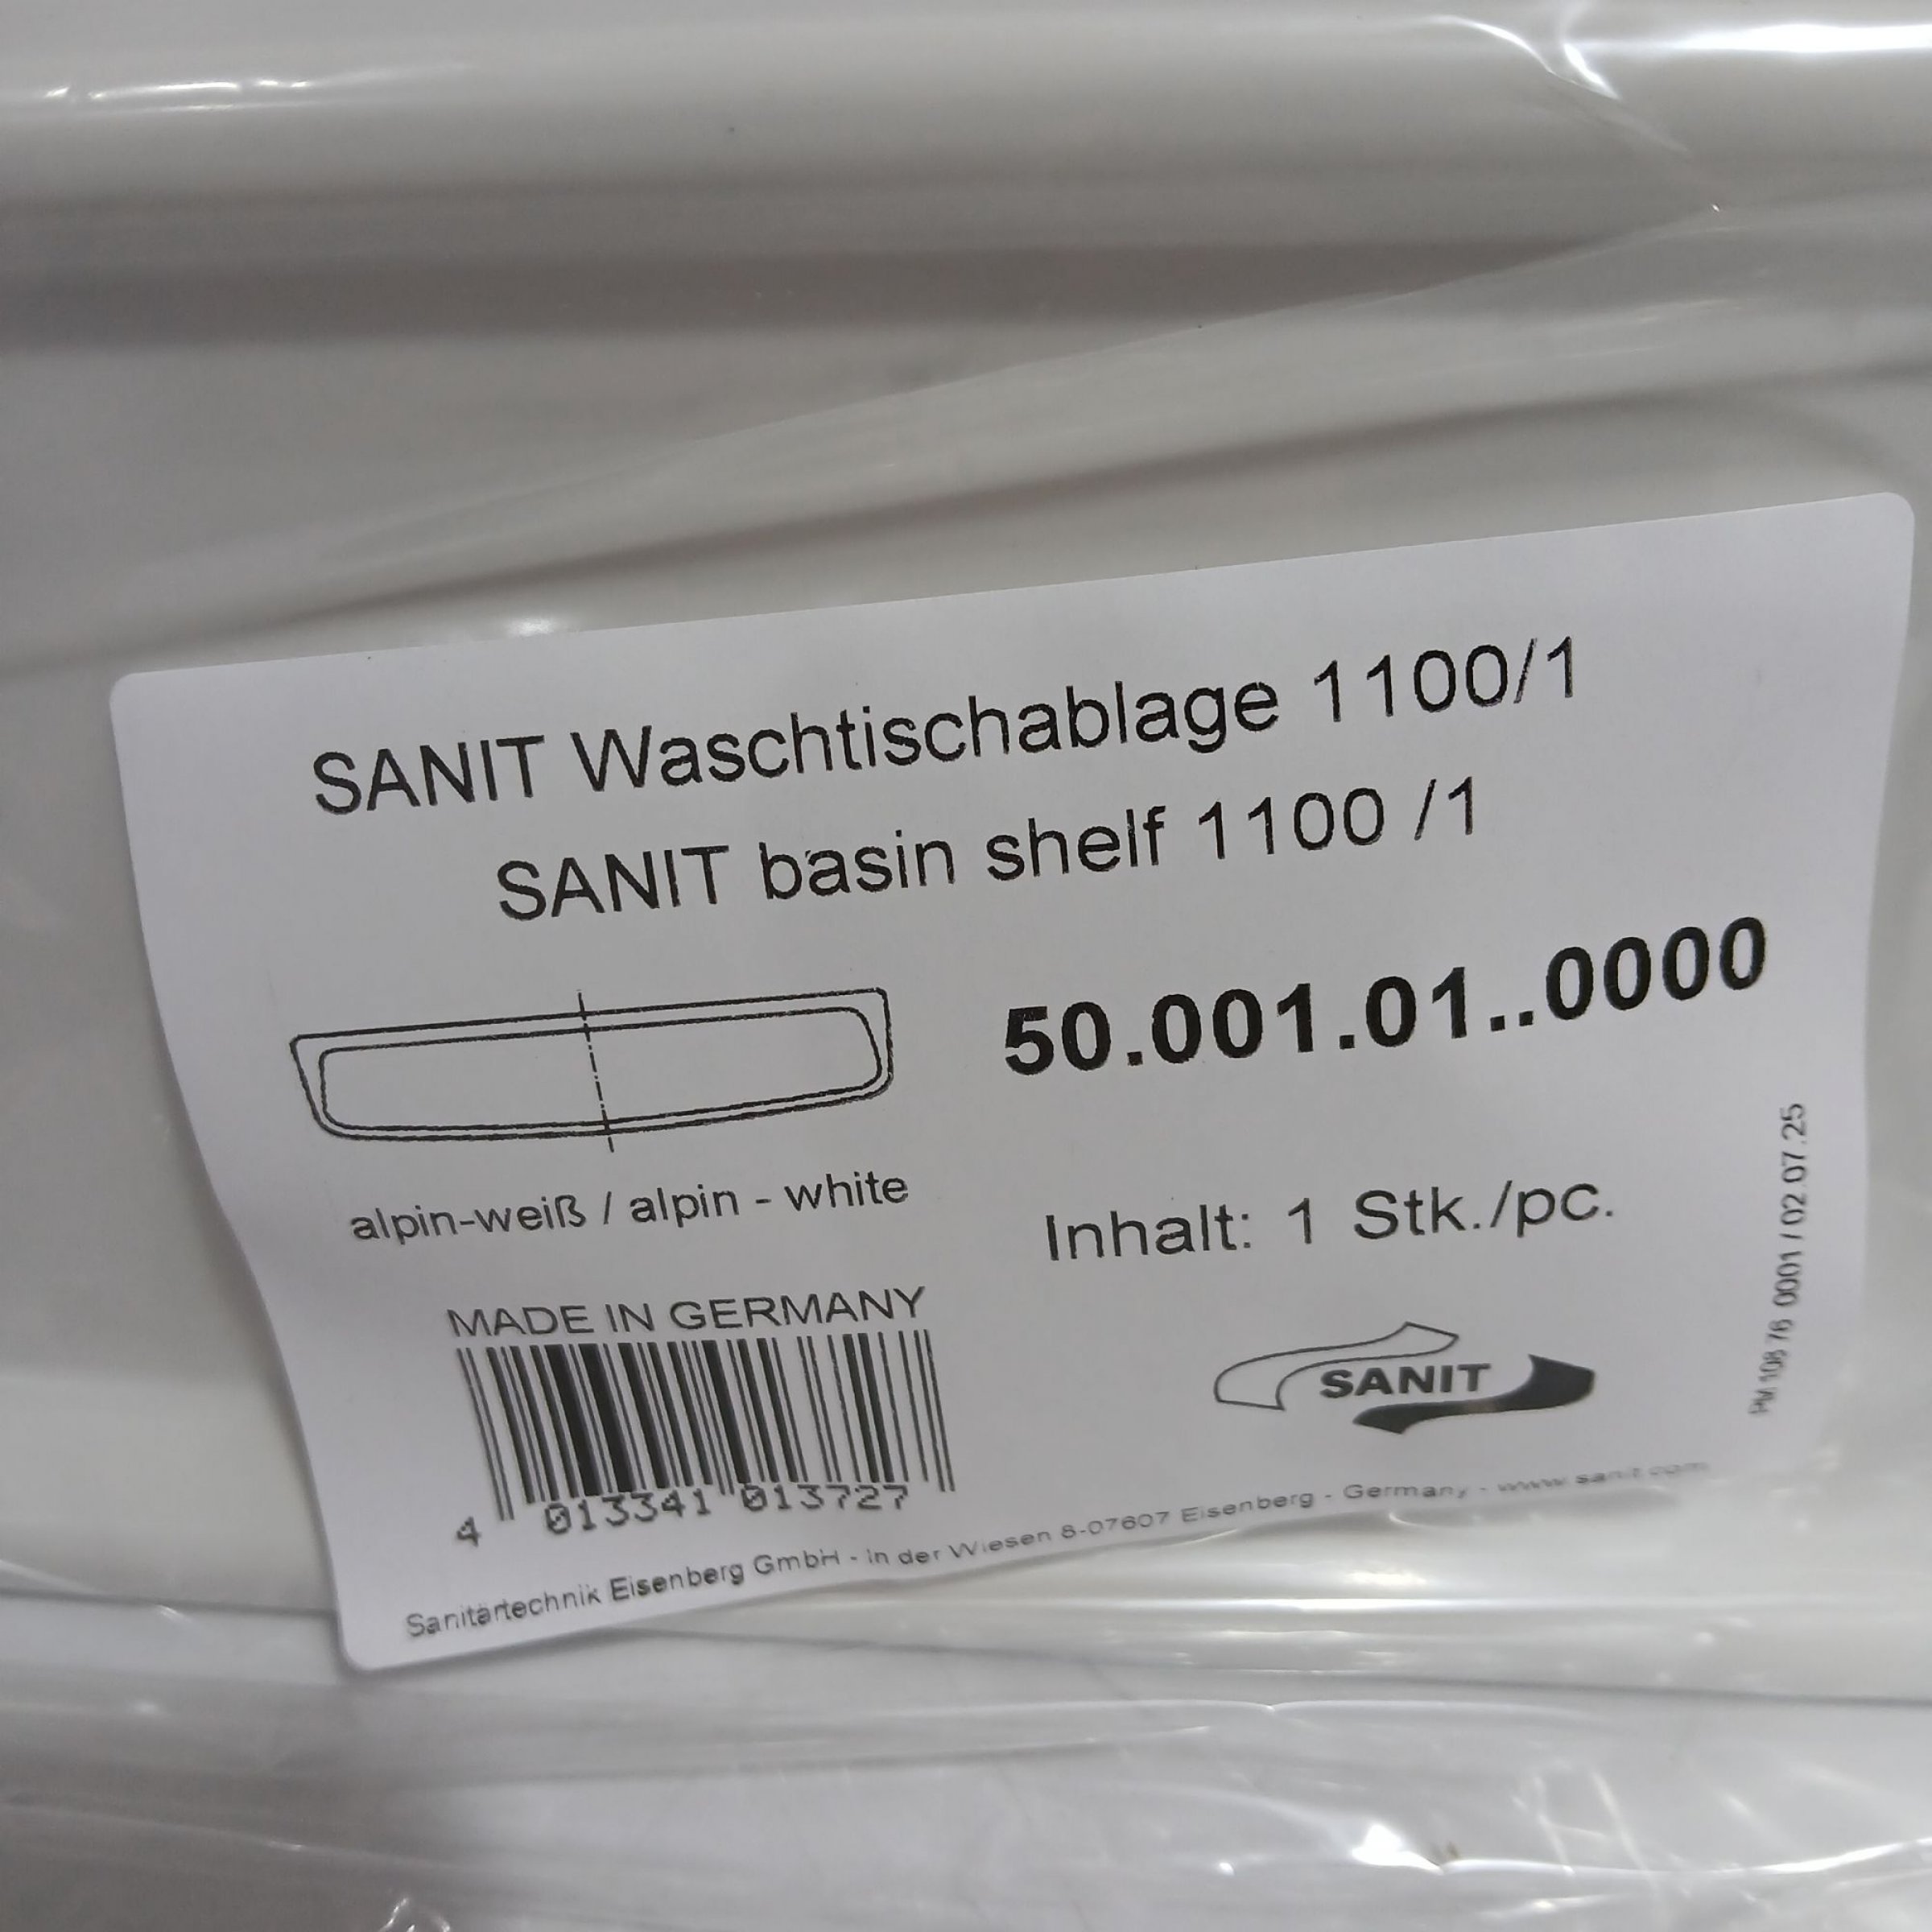 SANIT Waschtischablage 1100/1
SANIT basin shelf 1100 /1
50.001.01..0000
alpin-weiß / alpin - white
Inhalt: 1 Stk./pc.
MADE IN GERMANY
4 013341 013727
SANIT
Sanitärtechnik Eisenberg GmbH - in der Wiesen 8-07607 Eisenberg - Germany - www.sanit.com
108 76 0001 / 02.07.25